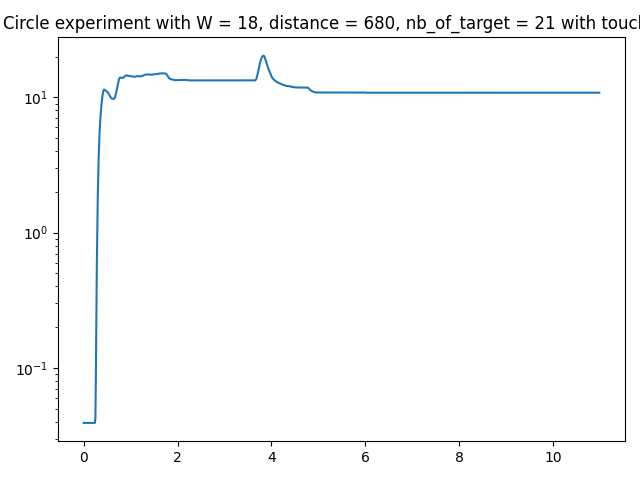 Circle experiment with W = 18, distance = 680, nb_of_target = 21 with touc
10¹
10⁰
10⁻¹
0 2 4 6 8 10